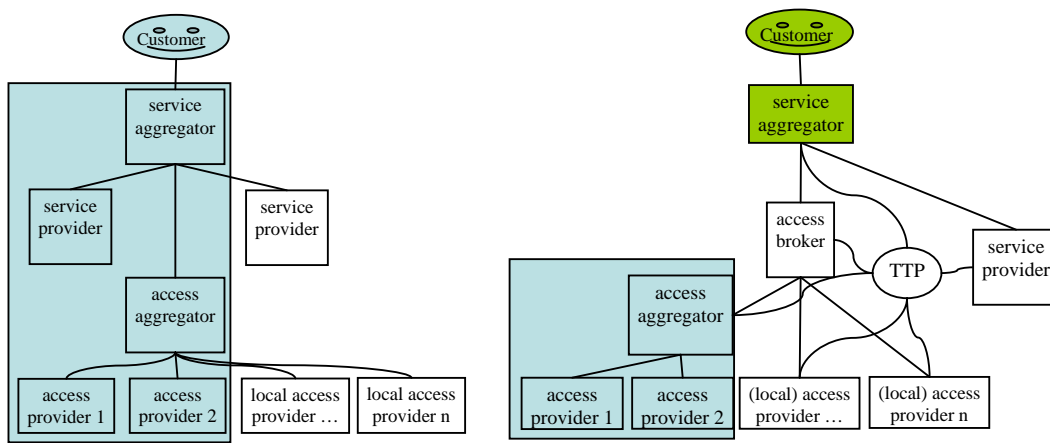 Customer
service
aggregator
service
provider
service
provider
access
aggregator
access
provider 1
access
provider 2
local access
provider …
local access
provider n
Customer
service
aggregator
access
broker
TTP
service
provider
access
aggregator
access
provider 1
access
provider 2
(local) access
provider …
(local) access
provider n